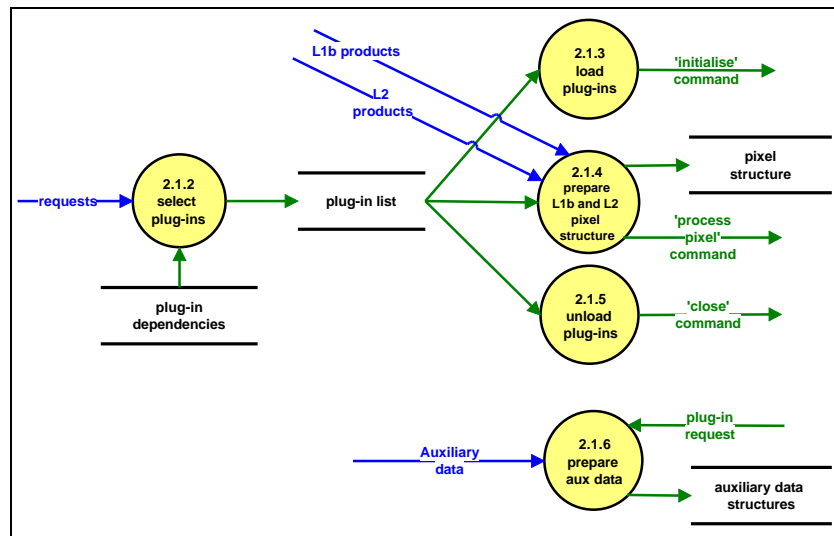 L1b products
L2
products
2.1.3
load
plug-ins
'initialise'
command
requests
2.1.2
select
plug-ins
plug-in list
2.1.4
prepare
L1b and L2
pixel
structure
pixel
structure
'process
pixel'
command
plug-in
dependencies
2.1.5
unload
plug-ins
'close'
command
Auxiliary
data
2.1.6
prepare
aux data
plug-in
request
auxiliary data
structures